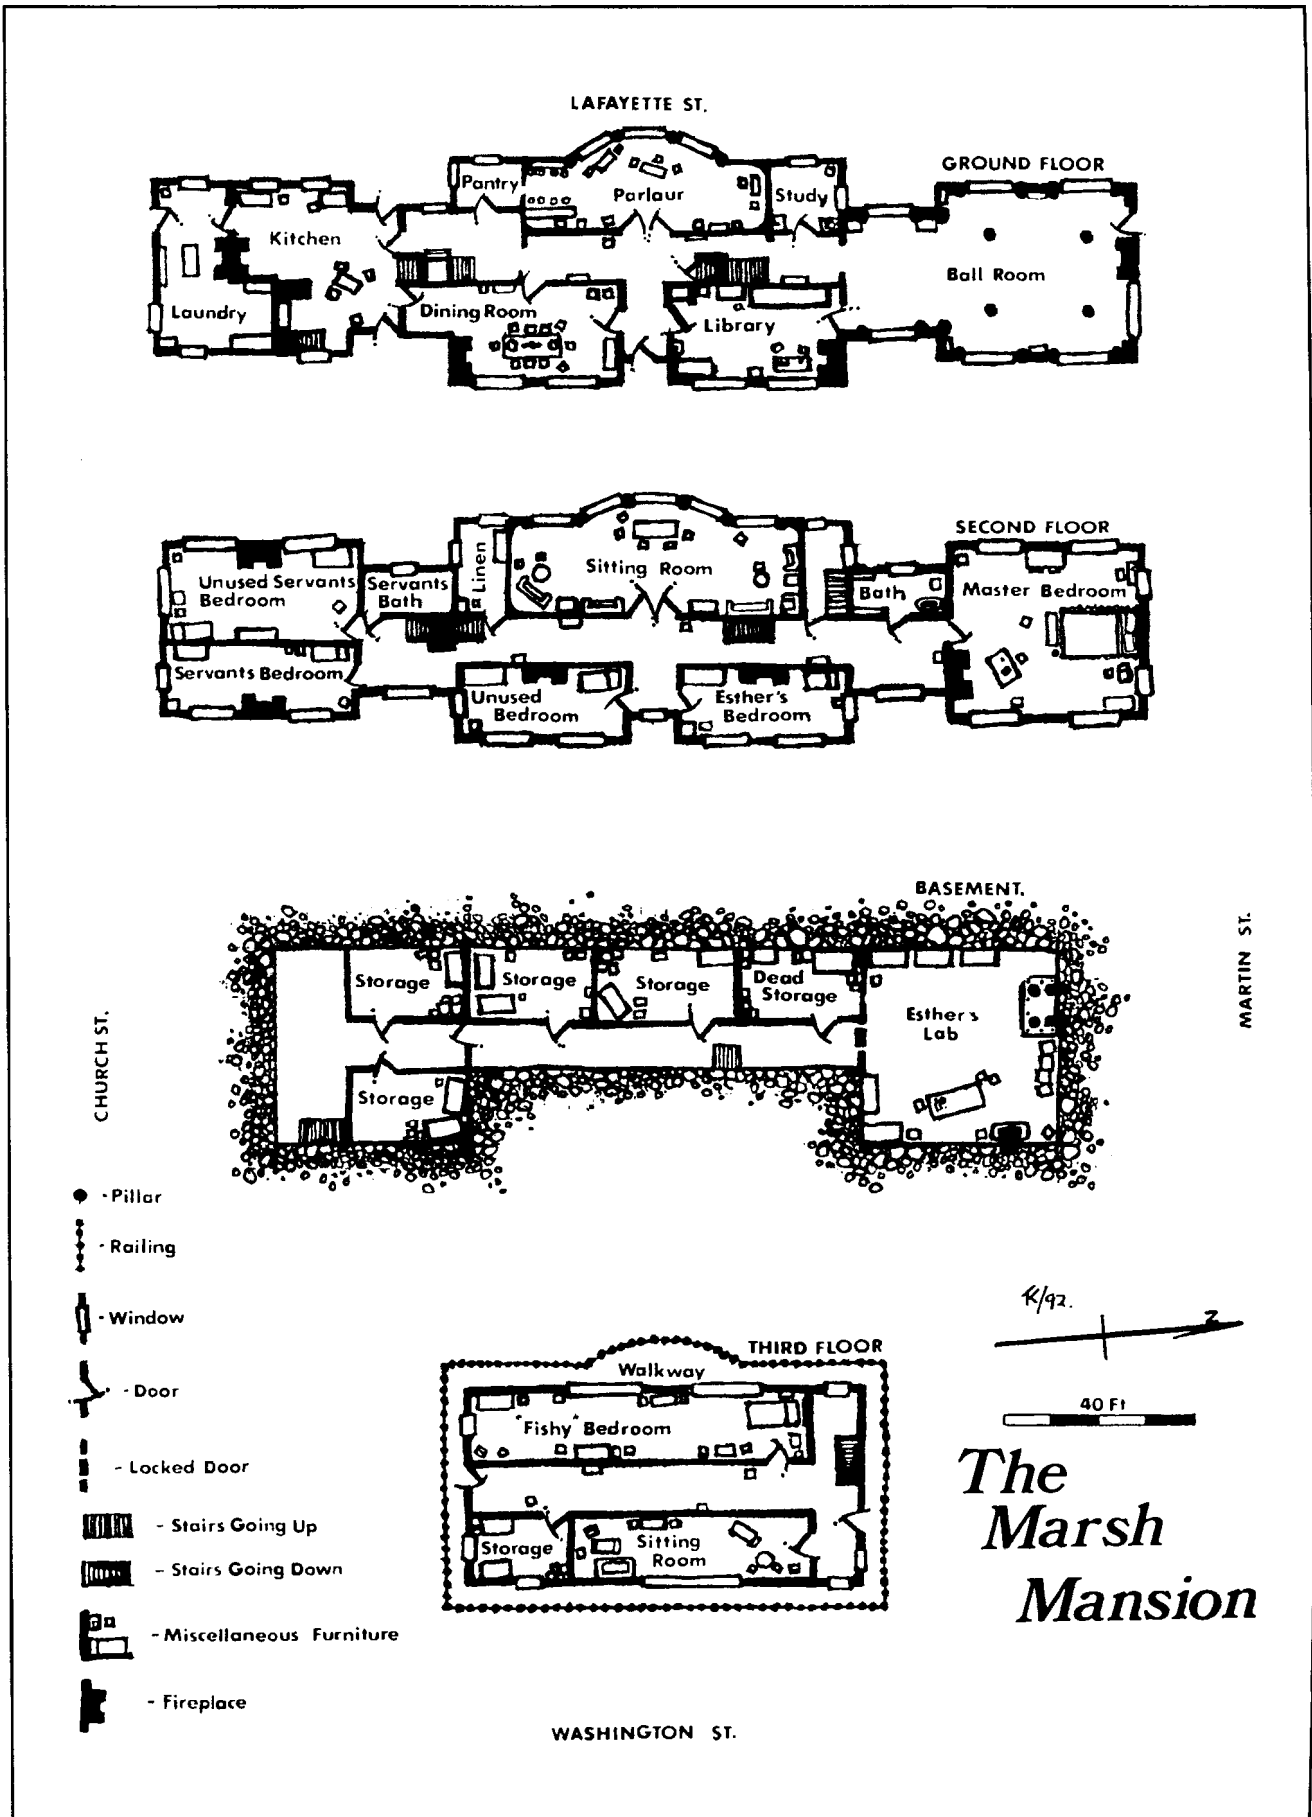 LAFAYETTE ST.
GROUND FLOOR
Pantry
Parlaur
Study
Kitchen
Ball Room
Laundry
Dining Room
Library
SECOND FLOOR
Unused Servants
Bedroom
Servants
Bath
Linen
Sitting Room
Bath
Master Bedroom
Servants Bedroom
Unused
Bedroom
Esther's
Bedroom
BASEMENT.
Storage
Storage
Storage
Dead
Storage
Esther's
Lab
Storage
CHURCH ST.
MARTIN ST.
- Pillar
- Railing
- Window
- Door
- Locked Door
- Stairs Going Up
- Stairs Going Down
- Miscellaneous Furniture
- Fireplace
THIRD FLOOR
Walkway
"Fishy" Bedroom
Storage
Sitting
Room
K/92.
N
40 Ft
The
Marsh
Mansion
WASHINGTON ST.